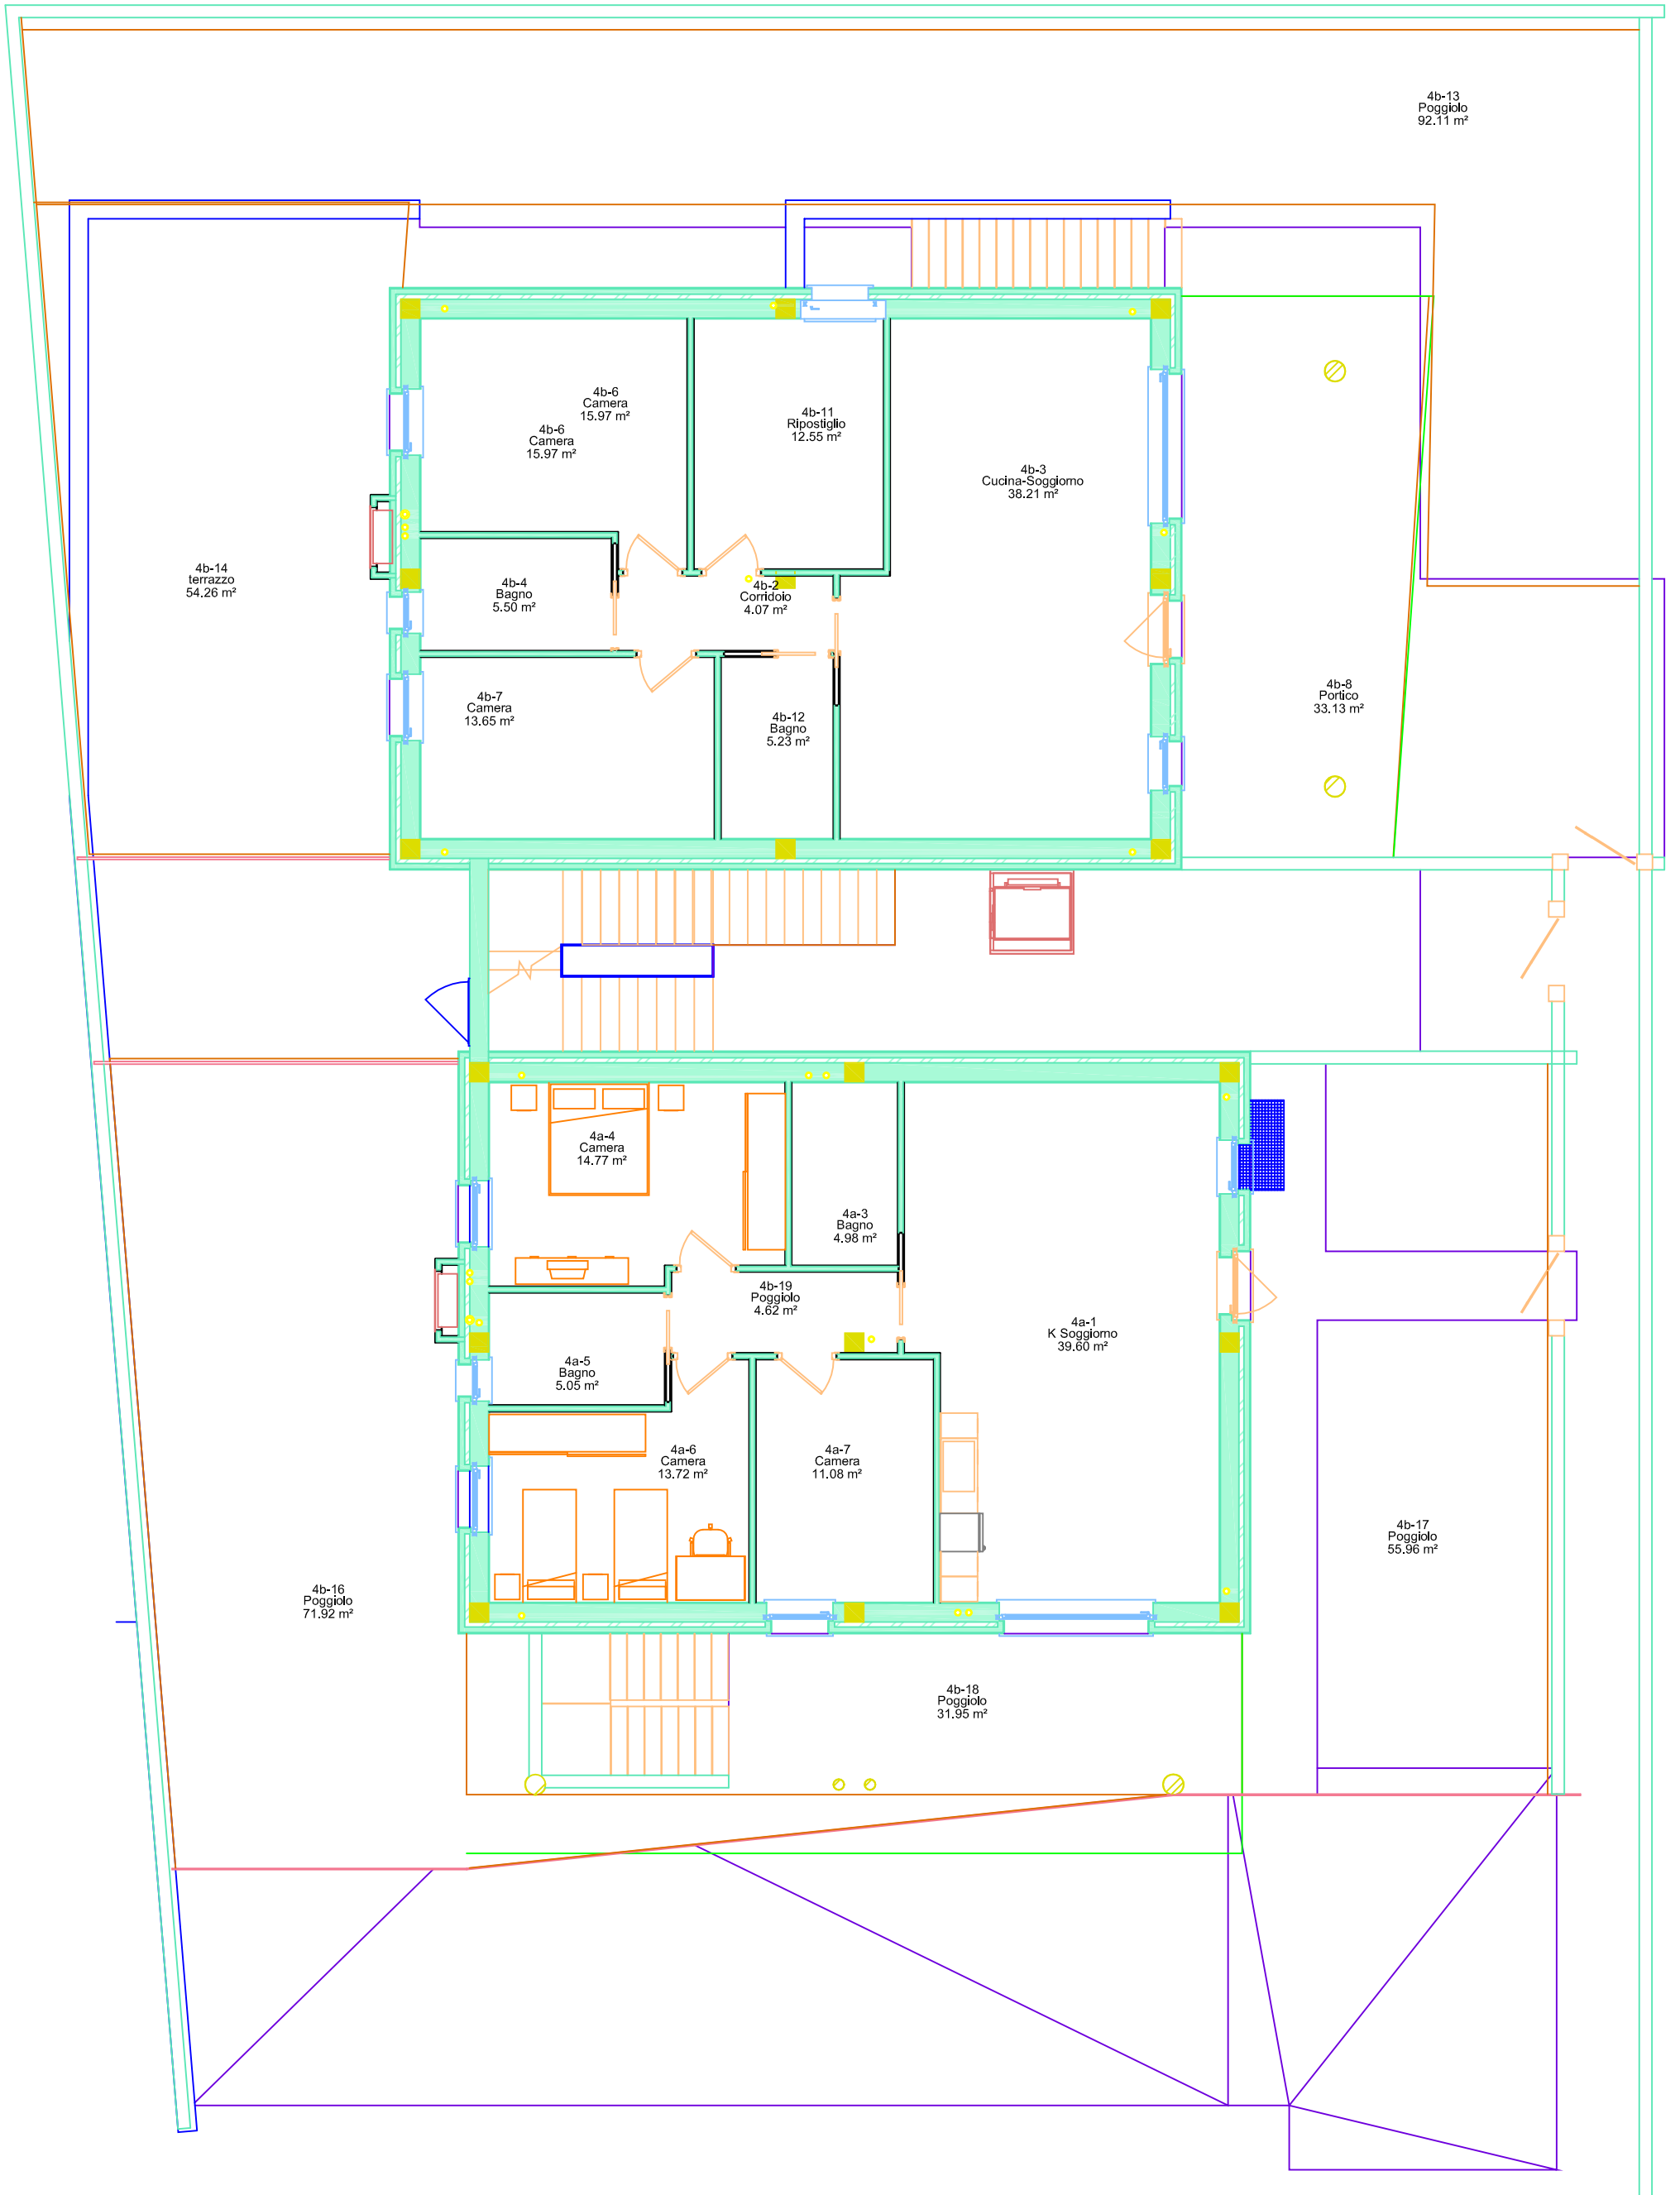 4b-13
Poggiolo
92.11 m²
4b-6
Camera
15.97 m²
4b-6
Camera
15.97 m²
4b-11
Ripostiglio
12.55 m²
4b-3
Cucina-Soggiorno
38.21 m²
4b-14
terrazzo
54.26 m²
4b-4
Bagno
5.50 m²
4b-2
Corridoio
4.07 m²
4b-7
Camera
13.65 m²
4b-12
Bagno
5.23 m²
4b-8
Portico
33.13 m²
4a-4
Camera
14.77 m²
4a-3
Bagno
4.98 m²
4b-19
Poggiolo
4.62 m²
4a-1
K Soggiorno
39.60 m²
4a-5
Bagno
5.05 m²
4a-6
Camera
13.72 m²
4a-7
Camera
11.08 m²
4b-17
Poggiolo
55.96 m²
4b-16
Poggiolo
71.92 m²
4b-18
Poggiolo
31.95 m²